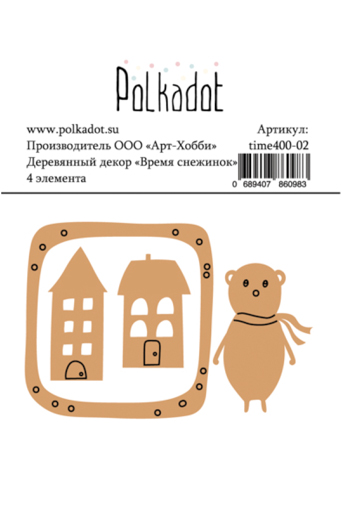 Polkadot
www.polkadot.su
Артикул:
Производитель ООО «Арт-Хобби»
time400-02
Деревянный декор «Время снежинок»
4 элемента
0 689407 860983